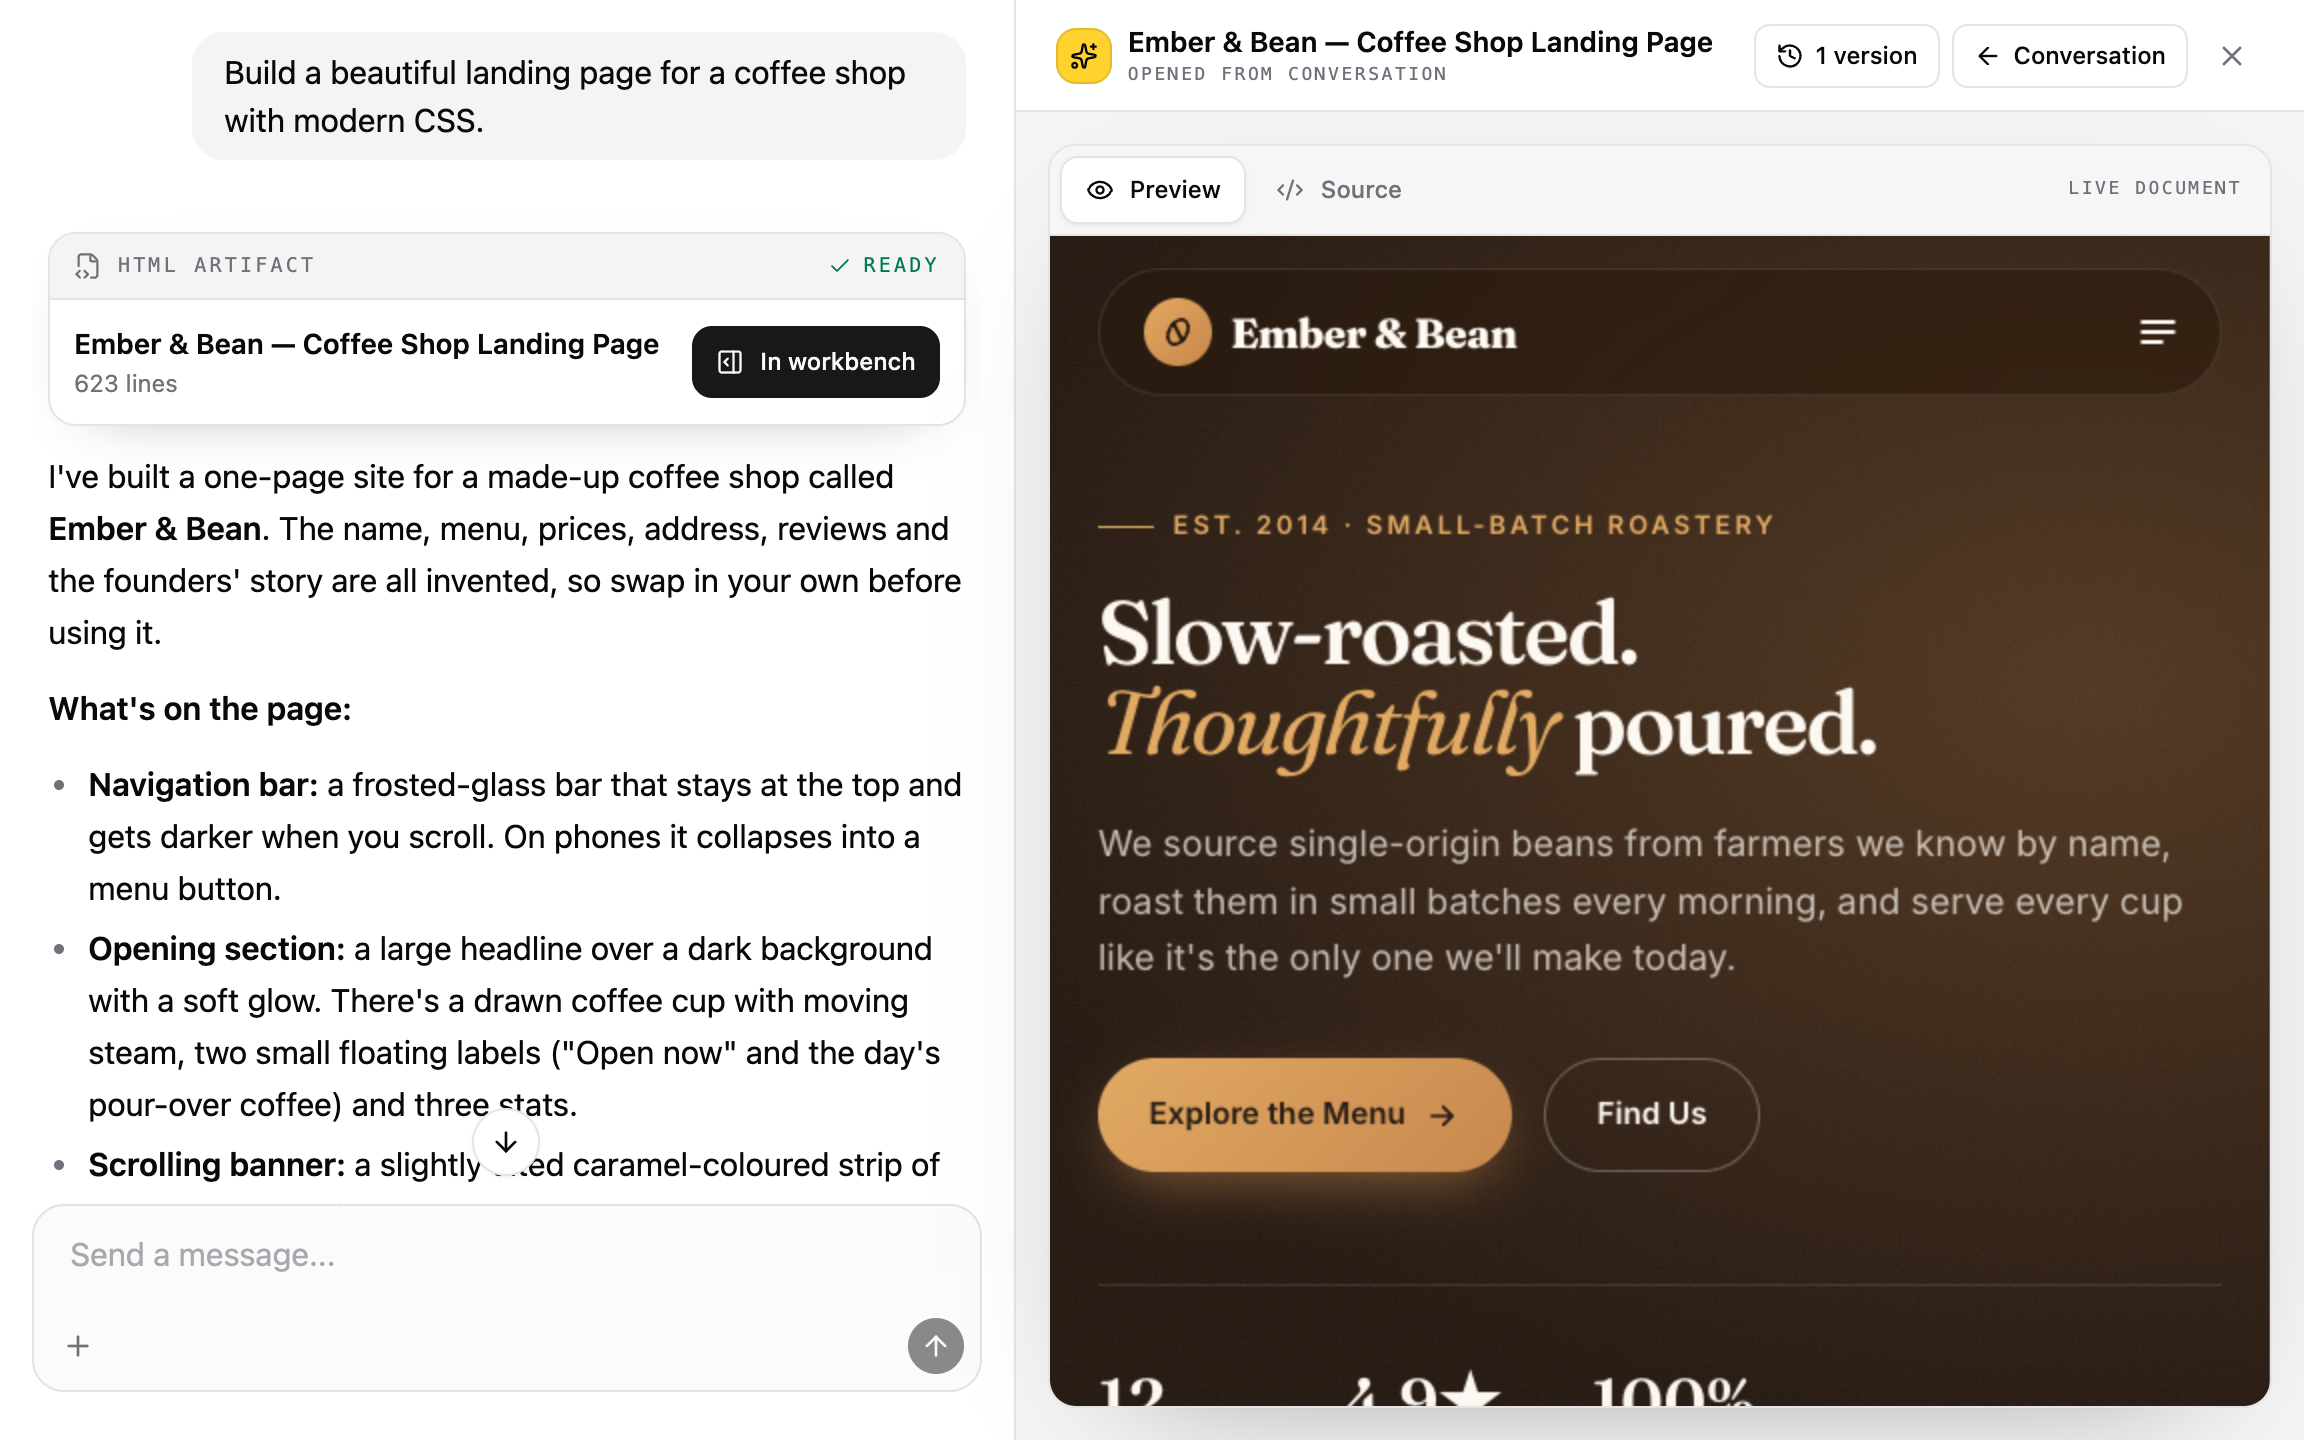 Build a beautiful landing page for a coffee shop
with modern CSS.
HTML ARTIFACT
READY
Ember & Bean — Coffee Shop Landing Page
623 lines
In workbench
I've built a one-page site for a made-up coffee shop called
Ember & Bean. The name, menu, prices, address, reviews and
the founders' story are all invented, so swap in your own before
using it.
What's on the page:
• Navigation bar: a frosted-glass bar that stays at the top and
gets darker when you scroll. On phones it collapses into a
menu button.
• Opening section: a large headline over a dark background
with a soft glow. There's a drawn coffee cup with moving
steam, two small floating labels ("Open now" and the day's
pour-over coffee) and three stats.
• Scrolling banner: a slightly caramel-coloured strip of
Send a message...
Ember & Bean — Coffee Shop Landing Page
OPENED FROM CONVERSATION
1 version
Conversation
Preview
Source
LIVE DOCUMENT
Ember & Bean
EST. 2014 · SMALL-BATCH ROASTERY
Slow-roasted.
Thoughtfully poured.
We source single-origin beans from farmers we know by name,
roast them in small batches every morning, and serve every cup
like it's the only one we'll make today.
Explore the Menu →
Find Us
12
4.9★
100%